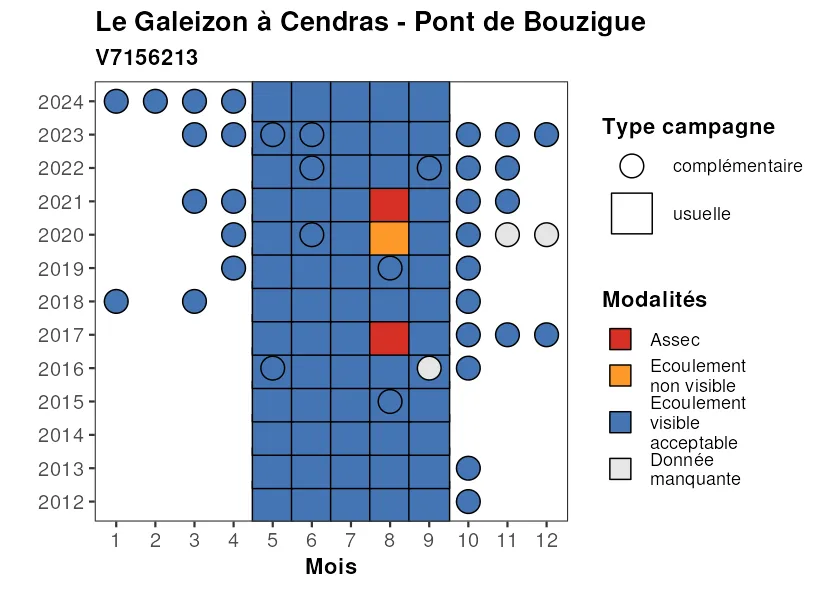 Le Galeizon à Cendras - Pont de Bouzigue
V7156213
2024
2023
2022
2021
2020
2019
2018
2017
2016
2015
2014
2013
2012
1 2 3 4 5 6 7 8 9 10 11 12
Mois
Type campagne
complémentaire
usuelle
Modalités
Assec
Ecoulement
non visible
Ecoulement
visible
acceptable
Donnée
manquante